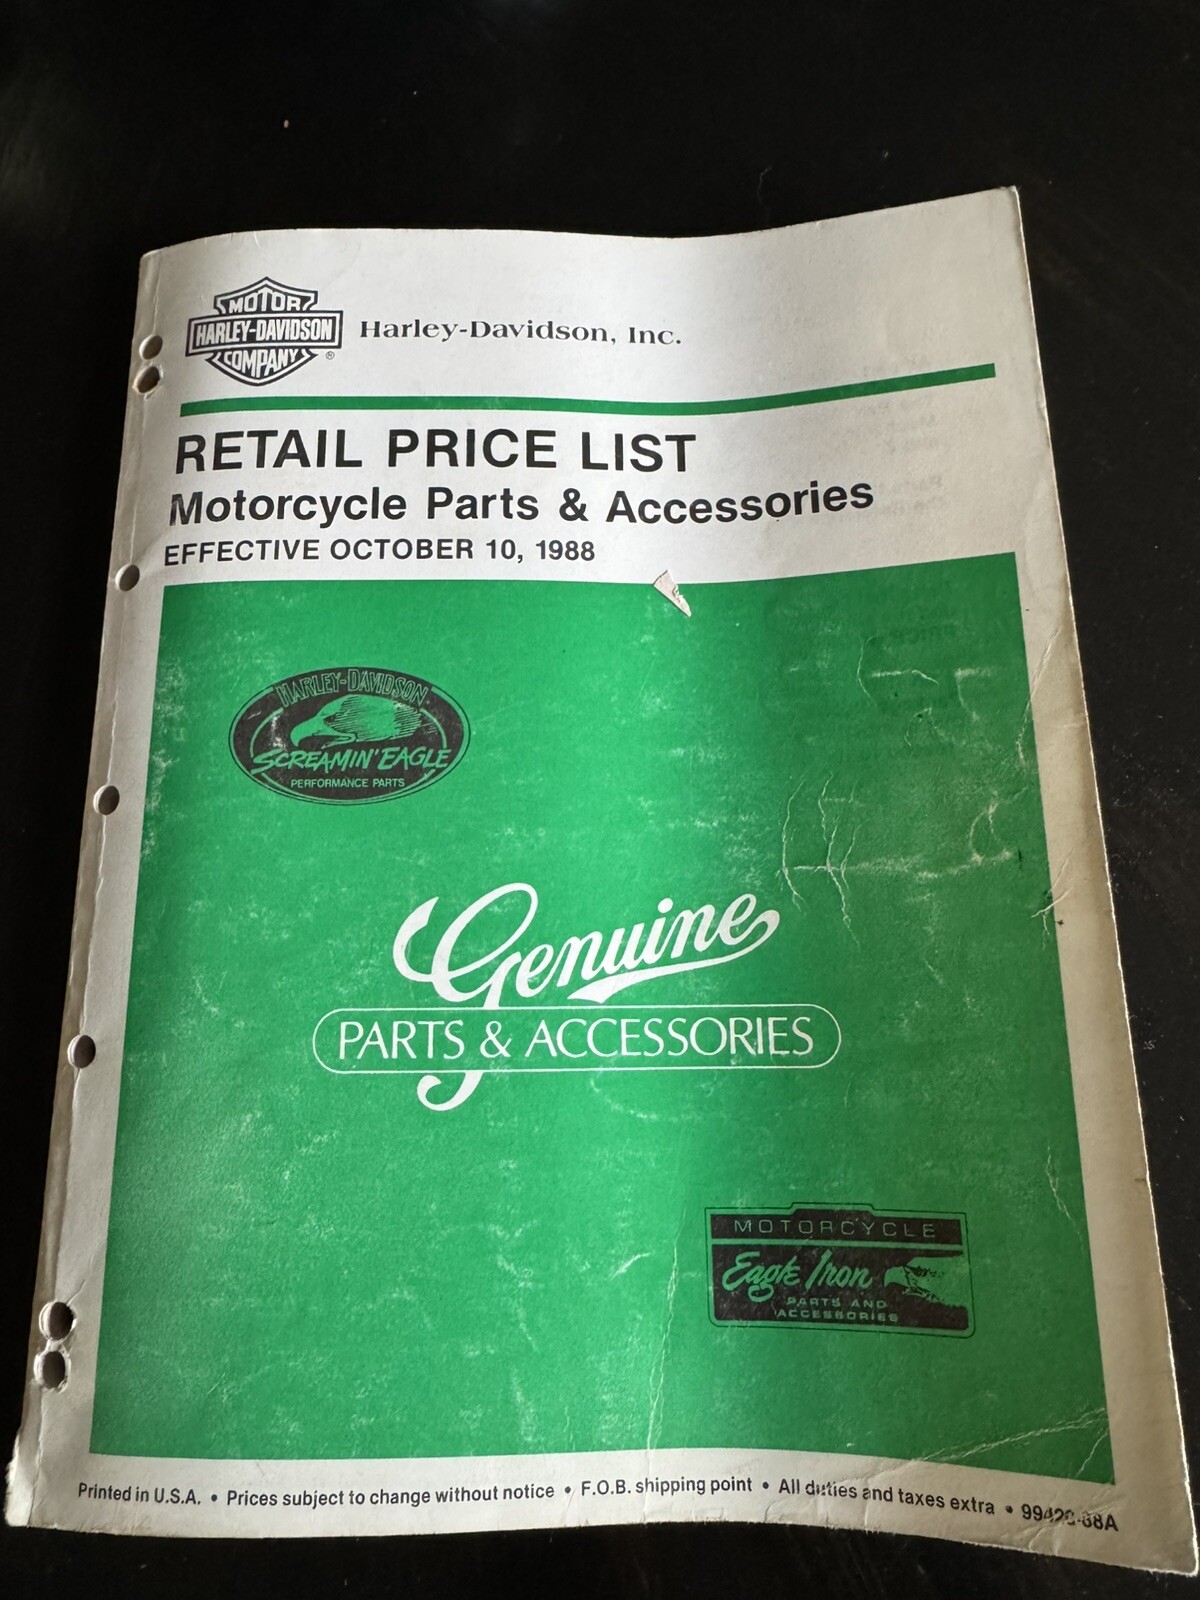 MOTOR
HARLEY-DAVIDSON
COMPANY
®
Harley-Davidson, Inc.
RETAIL PRICE LIST
Motorcycle Parts & Accessories
EFFECTIVE OCTOBER 10, 1988
HARLEY-DAVIDSON
SCREAMIN' EAGLE
PERFORMANCE PARTS
Genuine
PARTS & ACCESSORIES
MOTORCYCLE
Eagle Iron
PARTS AND
ACCESSORIES
Printed in U.S.A. • Prices subject to change without notice • F.O.B. shipping point • All duties and taxes extra •